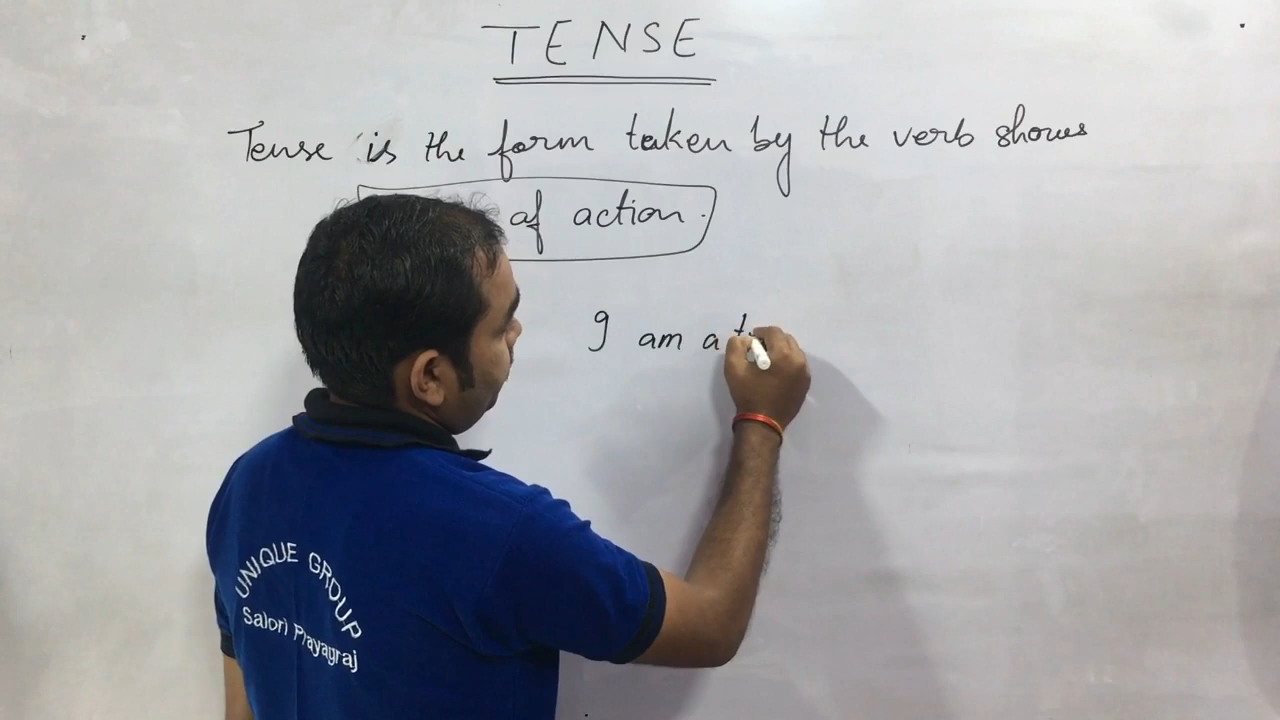 TENSE
Tense is the form taken by the verb shows
of action.
I am a
UNIQUE GROUP
Salori Prayagraj